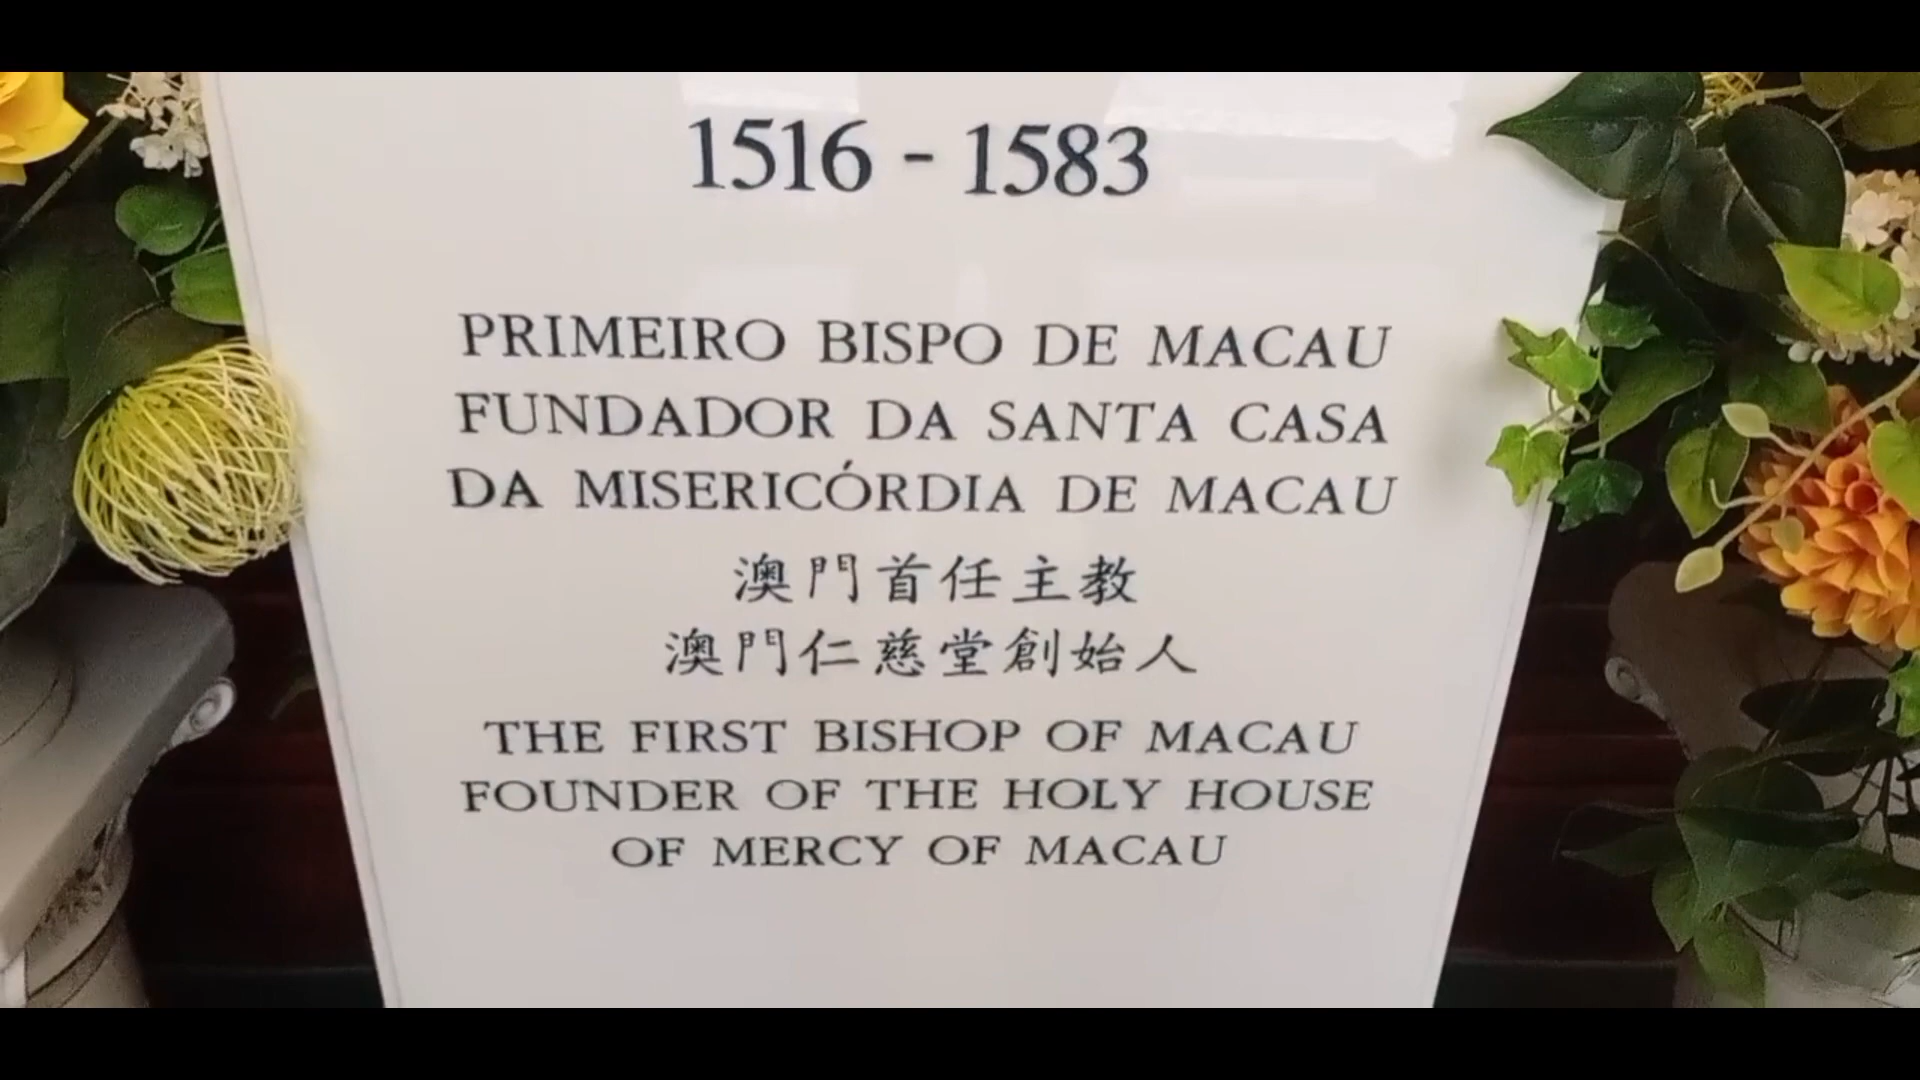 1516 - 1583
PRIMEIRO BISPO DE MACAU
FUNDADOR DA SANTA CASA
DA MISERICÓRDIA DE MACAU
澳門首任主教
澳門仁慈堂創始人
THE FIRST BISHOP OF MACAU
FOUNDER OF THE HOLY HOUSE
OF MERCY OF MACAU